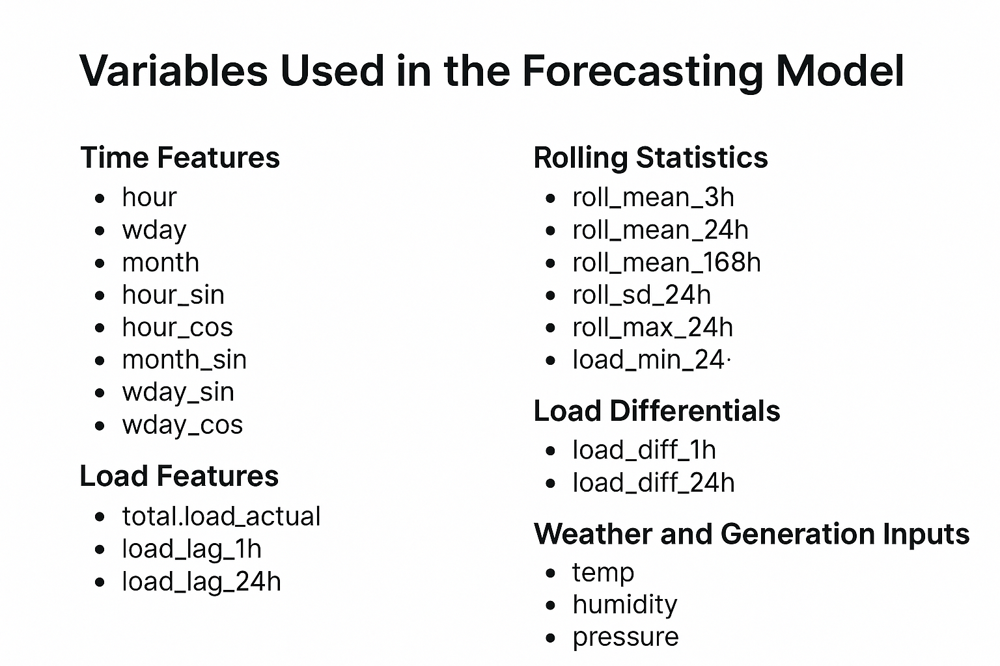 Variables Used in the Forecasting Model
Time Features
• hour
• wday
• month
• hour_sin
• hour_cos
• month_sin
• wday_sin
• wday_cos
Load Features
• total.load_actual
• load_lag_1h
• load_lag_24h
Rolling Statistics
• roll_mean_3h
• roll_mean_24h
• roll_mean_168h
• roll_sd_24h
• roll_max_24h
• load_min_24·
Load Differentials
• load_diff_1h
• load_diff_24h
Weather and Generation Inputs
• temp
• humidity
• pressure